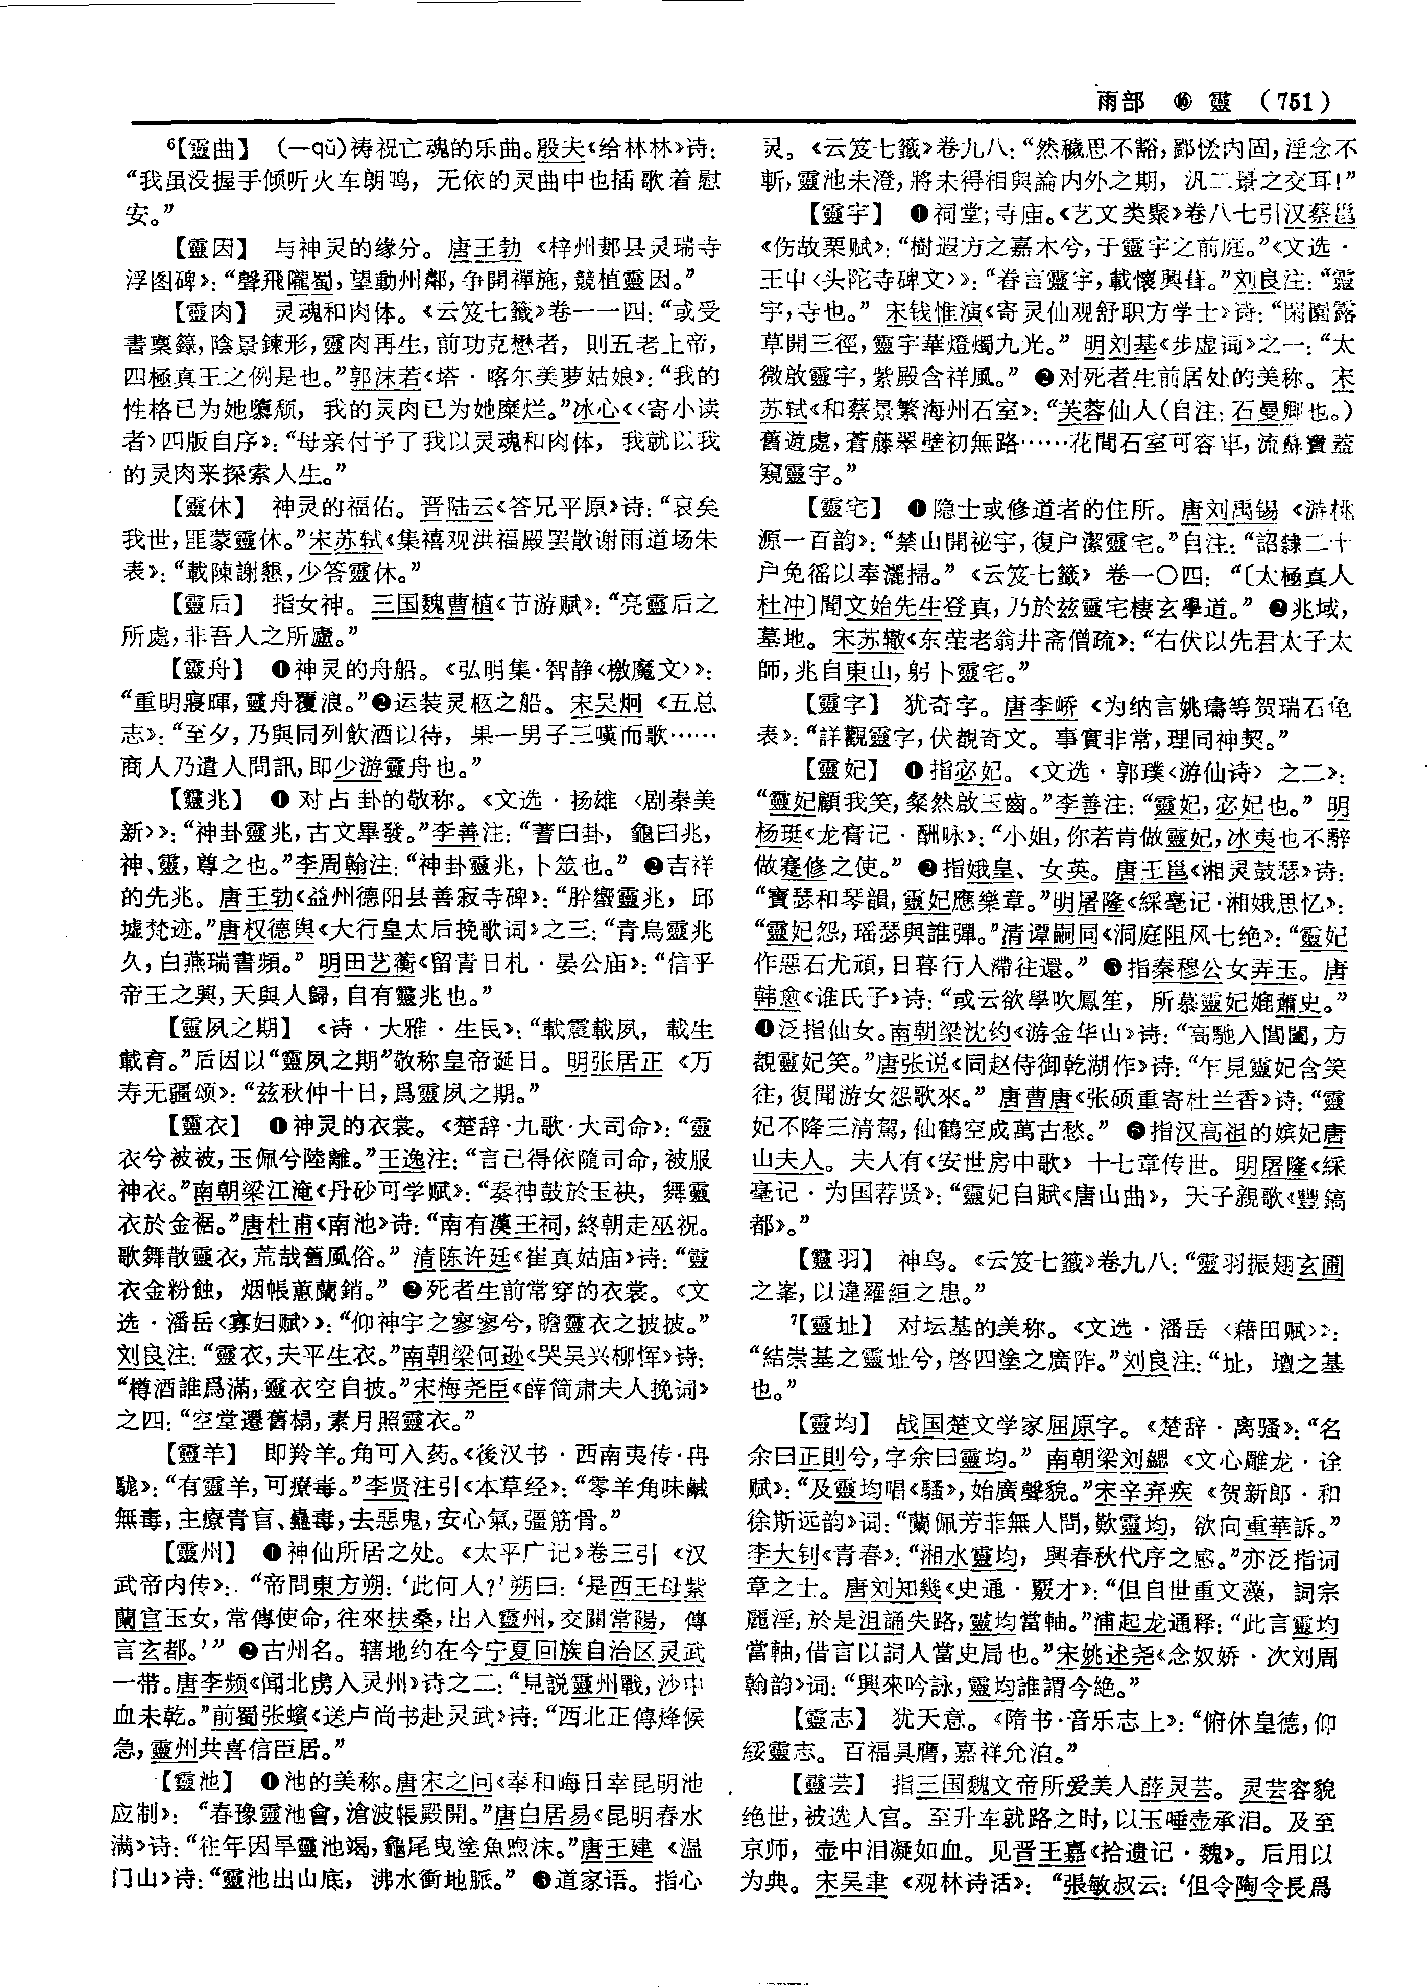 雨部 ⓰ 靈 (751)
⁶【靈曲】 (—qǔ)祷祝亡魂的乐曲。殷夫《给林林》诗:
“我虽没握手倾听火车朗鸣, 无依的灵曲中也插歌着慰
安。”
【靈因】 与神灵的缘分。唐王勃《梓州郪县灵瑞寺
浮图碑》:“聲飛隴蜀,望動州鄰,争開禪施,競植靈因。”
【靈肉】 灵魂和肉体。《云笈七籤》卷一一四:“或受
書稟籙,陰景鍊形,靈肉再生,前功克懋者, 則五老上帝,
四極真王之例是也。”郭沫若《塔·喀尔美萝姑娘》:“我的
性格已为她隳颓, 我的灵肉已为她糜烂。”冰心《〈寄小读
者〉四版自序》:“母亲付予了我以灵魂和肉体, 我就以我
的灵肉来探索人生。”
【靈休】 神灵的福佑。晋陆云《答兄平原》诗:“哀矣
我世,匪蒙靈休。”宋苏轼《集禧观洪福殿罢散谢雨道场朱
表》:“載陳謝懇,少答靈休。”
【靈后】 指女神。三国魏曹植《节游赋》:“亮靈后之
所處,非吾人之所廬。”
【靈舟】 ❶神灵的舟船。《弘明集·智静〈檄魔文〉》:
“重明寢暉,靈舟覆浪。”❷运装灵柩之船。宋吴炯《五总
志》:“至夕,乃與同列飲酒以待, 果一男子三嘆而歌……
商人乃遣人問訊,即少游靈舟也。”
【靈兆】 ❶对占卦的敬称。《文选·扬雄〈剧秦美
新〉》:“神卦靈兆,古文畢發。”李善注:“蓍曰卦, 龜曰兆,
神、靈,尊之也。”李周翰注:“神卦靈兆,卜筮也。” ❷吉祥
的先兆。唐王勃《益州德阳县善寂寺碑》:“肸蠁靈兆, 邱
墟梵迹。”唐权德舆《大行皇太后挽歌词》之三:“青烏靈兆
久,白燕瑞書頻。” 明田艺蘅《留青日札·晏公庙》:“信乎
帝王之興,天與人歸,自有靈兆也。”
【靈夙之期】 《诗·大雅·生民》:“載震載夙, 載生
載育。”后因以“靈夙之期”敬称皇帝诞日。明张居正《万
寿无疆颂》:“兹秋仲十日,爲靈夙之期。”
【靈衣】 ❶神灵的衣裳。《楚辞·九歌·大司命》:“靈
衣兮被被,玉佩兮陸離。”王逸注:“言己得依隨司命,被服
神衣。”南朝梁江淹《丹砂可学赋》:“奏神鼓於玉袂, 舞靈
衣於金裾。”唐杜甫《南池》诗:“南有漢王祠,終朝走巫祝。
歌舞散靈衣,荒哉舊風俗。” 清陈许廷《崔真姑庙》诗:“靈
衣金粉蝕, 烟帳蕙蘭銷。” ❷死者生前常穿的衣裳。《文
选·潘岳〈寡妇赋〉》:“仰神宇之寥寥兮,瞻靈衣之披披。”
刘良注:“靈衣,夫平生衣。”南朝梁何逊《哭吴兴柳恽》诗:
“樽酒誰爲滿,靈衣空自披。”宋梅尧臣《薛简肃夫人挽词》
之四:“空堂遷舊榻,素月照靈衣。”
【靈羊】 即羚羊。角可入药。《後汉书·西南夷传·冉
駹》:“有靈羊,可療毒。”李贤注引《本草经》:“零羊角味鹹
無毒,主療青盲、蠱毒,去惡鬼,安心氣,彊筋骨。”
【靈州】 ❶神仙所居之处。《太平广记》卷三引《汉
武帝内传》:“帝問東方朔:‘此何人?’朔曰:‘是西王母紫
蘭宫玉女,常傳使命,往來扶桑,出入靈州,交關常陽, 傳
言玄都。’” ❷古州名。辖地约在今宁夏回族自治区灵武
一带。唐李频《闻北虏入灵州》诗之二:“見説靈州戰,沙中
血未乾。”前蜀张蠙《送卢尚书赴灵武》诗:“西北正傳烽候
急,靈州共喜信臣居。”
【靈池】 ❶池的美称。唐宋之问《奉和晦日幸昆明池
应制》: “春豫靈池會,滄波帳殿開。”唐白居易《昆明春水
满》诗:“往年因旱靈池竭,龜尾曳塗魚煦沫。”唐王建《温
门山》诗:“靈池出山底, 沸水衝地脈。” ❸道家语。指心
灵。《云笈七籤》卷九八:“然穢思不豁,鄙悋内固,淫念不
斬,靈池未澄,將未得相與論内外之期, 汎二景之交耳!”
【靈宇】 ❶祠堂;寺庙。《艺文类聚》卷八七引汉蔡邕
《伤故栗赋》:“樹遐方之嘉木兮,于靈宇之前庭。”《文选·
王屮〈头陀寺碑文〉》:“眷言靈宇,載懷興葺。”刘良注:“靈
宇,寺也。” 宋钱惟演《寄灵仙观舒职方学士》诗:“閑園露
草開三徑,靈宇華燈燭九光。” 明刘基《步虚词》之一:“太
微啟靈宇,紫殿含祥風。” ❷对死者生前居处的美称。宋
苏轼《和蔡景繁海州石室》:“芙蓉仙人(自注:石曼卿也。)
舊遊處,蒼藤翠壁初無路……花間石室可容車,流蘇寶蓋
窺靈宇。”
【靈宅】 ❶隐士或修道者的住所。唐刘禹锡《游桃
源一百韵》:“禁山開祕宇,復户潔靈宅。”自注:“詔隸二十
户免徭以奉灑掃。”《云笈七籤》卷一〇四: “〔太極真人
杜冲〕聞文始先生登真,乃於兹靈宅棲玄學道。” ❷兆域,
墓地。宋苏辙《东茔老翁井斋僧疏》:“右伏以先君太子太
師,兆自東山,躬卜靈宅。”
【靈字】 犹奇字。唐李峤《为纳言姚璹等贺瑞石龟
表》:“詳觀靈字,伏覩奇文。事實非常,理同神契。”
【靈妃】 ❶指宓妃。《文选·郭璞〈游仙诗〉之二》:
“靈妃顧我笑,粲然啟玉齒。”李善注:“靈妃,宓妃也。” 明
杨珽《龙膏记·酬咏》:“小姐,你若肯做靈妃,冰夷也不辭
做蹇修之使。” ❷指娥皇、女英。唐王邕《湘灵鼓瑟》诗:
“寶瑟和琴韻,靈妃應樂章。”明屠隆《綵毫记·湘娥思忆》:
“靈妃怨,瑶瑟與誰彈。”清谭嗣同《洞庭阻风七绝》:“靈妃
作惡石尤頑,日暮行人滯往還。” ❸指秦穆公女弄玉。唐
韩愈《谁氏子》诗:“或云欲學吹鳳笙, 所慕靈妃媲蕭史。”
❹泛指仙女。南朝梁沈约《游金华山》诗:“高馳入閶闔,方
覩靈妃笑。”唐张说《同赵侍御乾湖作》诗:“乍見靈妃含笑
往,復聞游女怨歌來。” 唐曹唐《张硕重寄杜兰香》诗:“靈
妃不降三清駕,仙鶴空成萬古愁。” ❺指汉高祖的嫔妃唐
山夫人。夫人有《安世房中歌》十七章传世。明屠隆《綵
毫记·为国荐贤》:“靈妃自賦《唐山曲》, 天子親歌《豐鎬
都》。”
【靈羽】 神鸟。《云笈七籤》卷九八:“靈羽振翅玄圃
之峯,以違羅絓之患。”
⁷【靈址】 对坛基的美称。《文选·潘岳〈藉田赋〉》:
“結崇基之靈址兮,啓四塗之廣阼。”刘良注:“址, 壇之基
也。”
【靈均】 战国楚文学家屈原字。《楚辞·离骚》:“名
余曰正則兮,字余曰靈均。” 南朝梁刘勰《文心雕龙·诠
赋》:“及靈均唱《騷》,始廣聲貌。”宋辛弃疾《贺新郎·和
徐斯远韵》词:“蘭佩芳菲無人問,歎靈均, 欲向重華訴。”
李大钊《青春》:“湘水靈均, 興春秋代序之感。”亦泛指词
章之士。唐刘知幾《史通·覈才》:“但自世重文藻, 詞宗
麗淫,於是沮誦失路,靈均當軸。”浦起龙通释:“此言靈均
當軸,借言以詞人當史局也。”宋姚述尧《念奴娇·次刘周
翰韵》词:“興來吟詠,靈均誰謂今絶。”
【靈志】 犹天意。《隋书·音乐志上》:“俯休皇德,仰
綏靈志。百福具膺,嘉祥允洎。”
【靈芸】 指三国魏文帝所爱美人薛灵芸。灵芸容貌
绝世,被选入宫。至升车就路之时,以玉唾壶承泪。及至
京师, 壶中泪凝如血。见晋王嘉《拾遗记·魏》。后用以
为典。宋吴聿《观林诗话》: “張敏叔云:‘但令陶令長爲